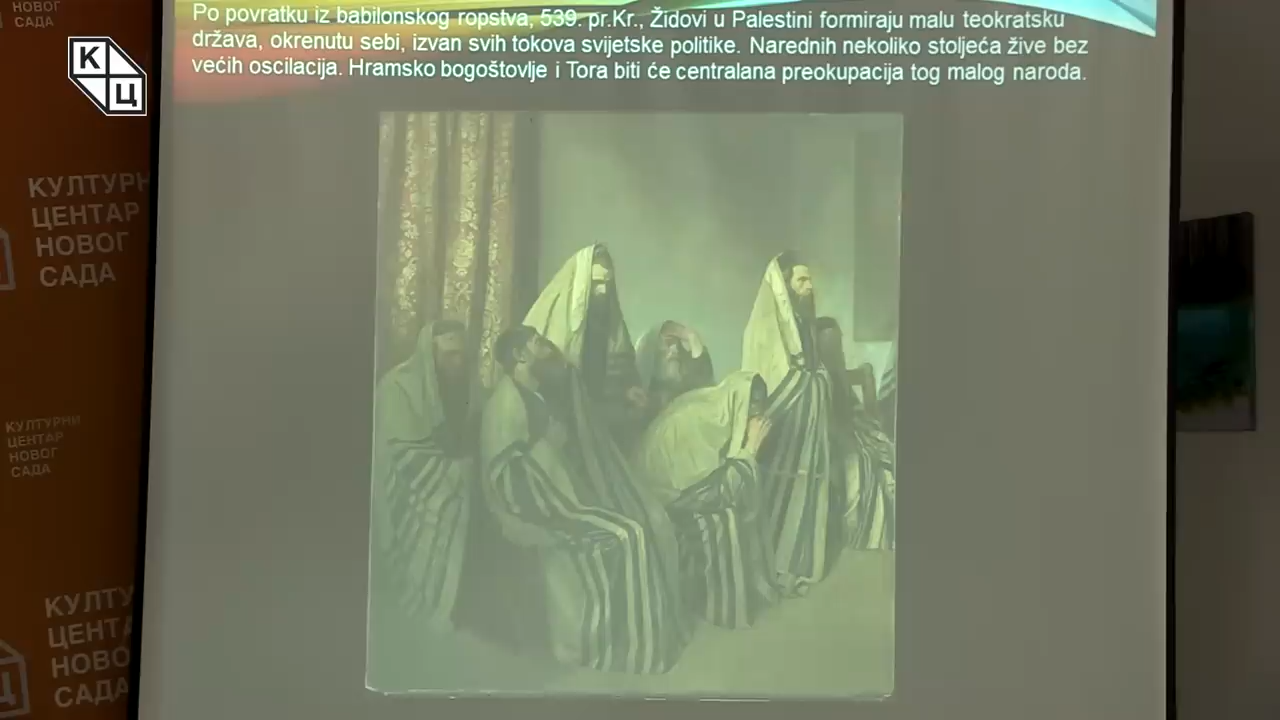 Po povratku iz babilonskog ropstva, 539. pr.Kr., Židovi u Palestini formiraju malu teokratsku
država, okrenutu sebi, izvan svih tokova svijetske politike. Narednih nekoliko stoljeća žive bez
većih oscilacija. Hramsko bogoštovlje i Tora biti će centralana preokupacija tog malog naroda.
К
Ц
НОВОГ
САДА
КУЛТУРН
ЦЕНТАР
НОВОГ
САДА
КУЛТУРНИ
ЦЕНТАР
НОВОГ
САДА
КУЛТУ
ЦЕНТА
НОВО
САДА
Ц